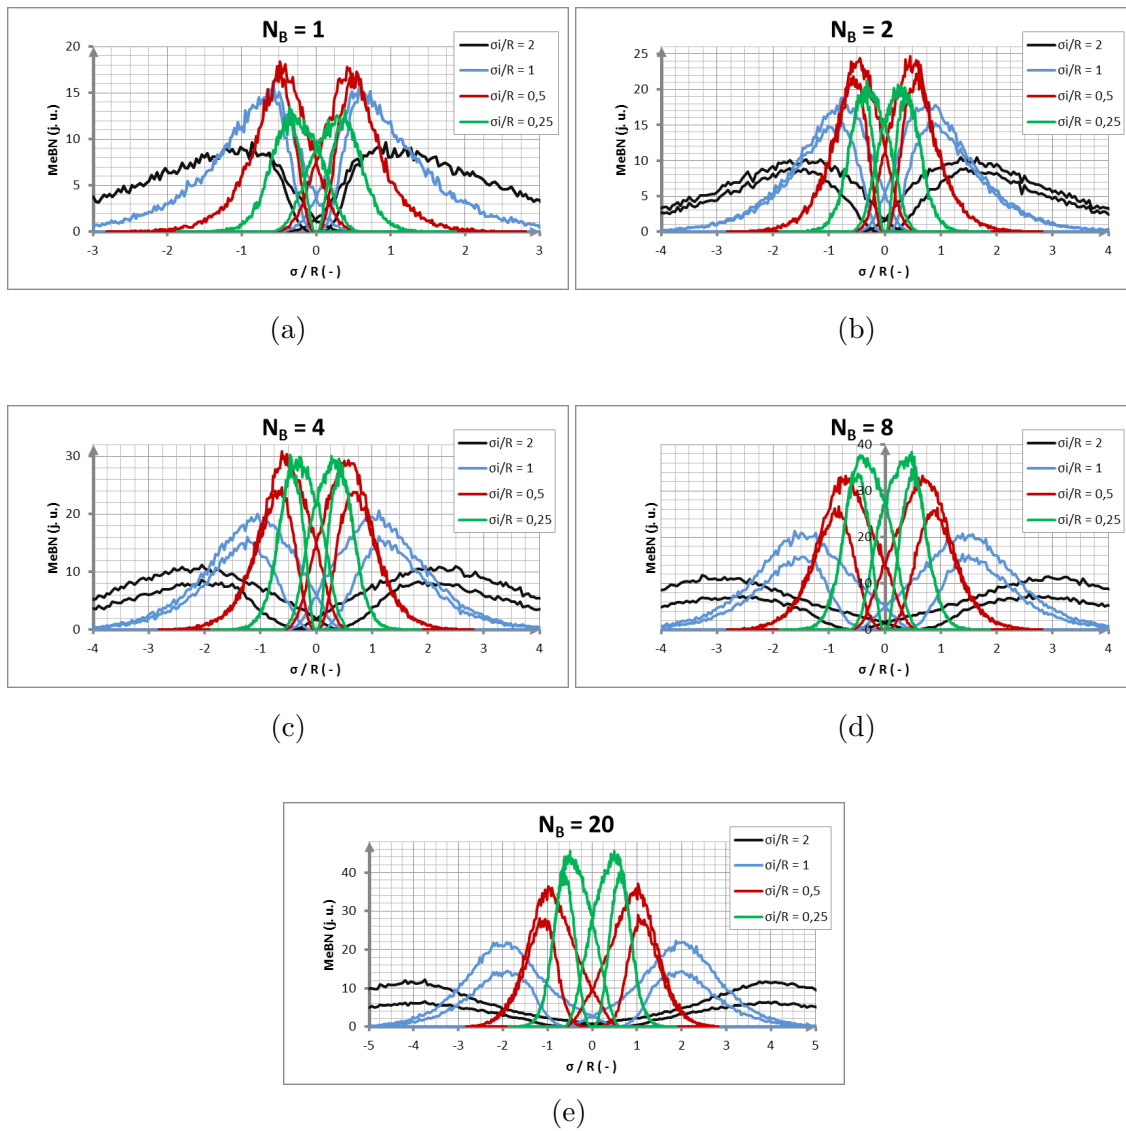 N_B = 1
MeBN (j. u.)
20
15
10
5
0
-3 -2 -1 0 1 2 3
σ / R ( - )
σi/R = 2
σi/R = 1
σi/R = 0,5
σi/R = 0,25
(a)
N_B = 2
MeBN (j. u.)
25
20
15
10
5
0
-4 -3 -2 -1 0 1 2 3 4
σ / R ( - )
σi/R = 2
σi/R = 1
σi/R = 0,5
σi/R = 0,25
(b)
N_B = 4
MeBN (j. u.)
30
20
10
0
-4 -3 -2 -1 0 1 2 3 4
σ / R ( - )
σi/R = 2
σi/R = 1
σi/R = 0,5
σi/R = 0,25
(c)
N_B = 8
MeBN (j. u.)
40
30
20
10
0
-4 -3 -2 -1 0 1 2 3 4
σ / R ( - )
σi/R = 2
σi/R = 1
σi/R = 0,5
σi/R = 0,25
(d)
N_B = 20
MeBN (j. u.)
40
30
20
10
0
-5 -4 -3 -2 -1 0 1 2 3 4 5
σ / R ( - )
σi/R = 2
σi/R = 1
σi/R = 0,5
σi/R = 0,25
(e)